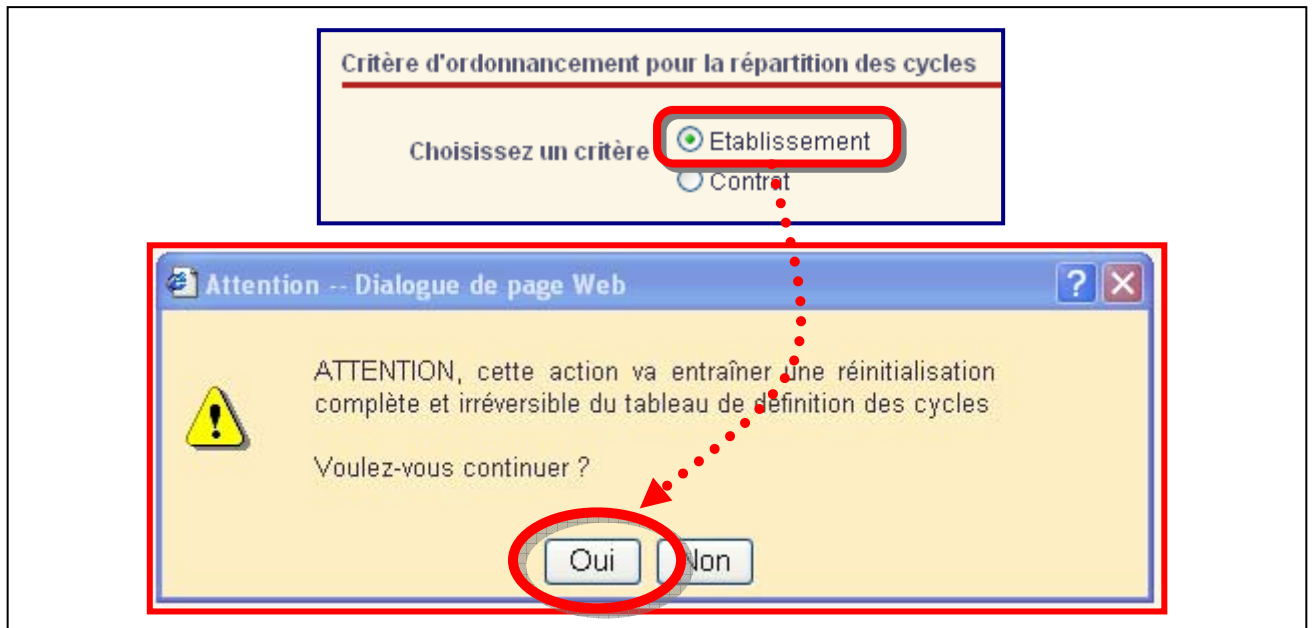 Critère d'ordonnancement pour la répartition des cycles
Choisissez un critère
Etablissement
Contrat
Attention -- Dialogue de page Web
ATTENTION, cette action va entraîner une réinitialisation
complète et irréversible du tableau de définition des cycles
Voulez-vous continuer ?
Oui
Non